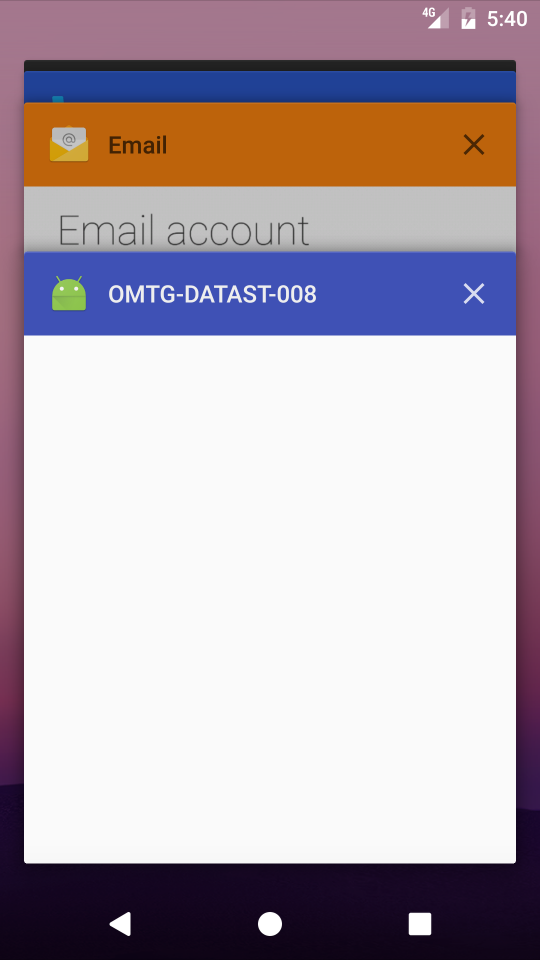 4G 5:40
Email
Email account
OMTG-DATAST-008